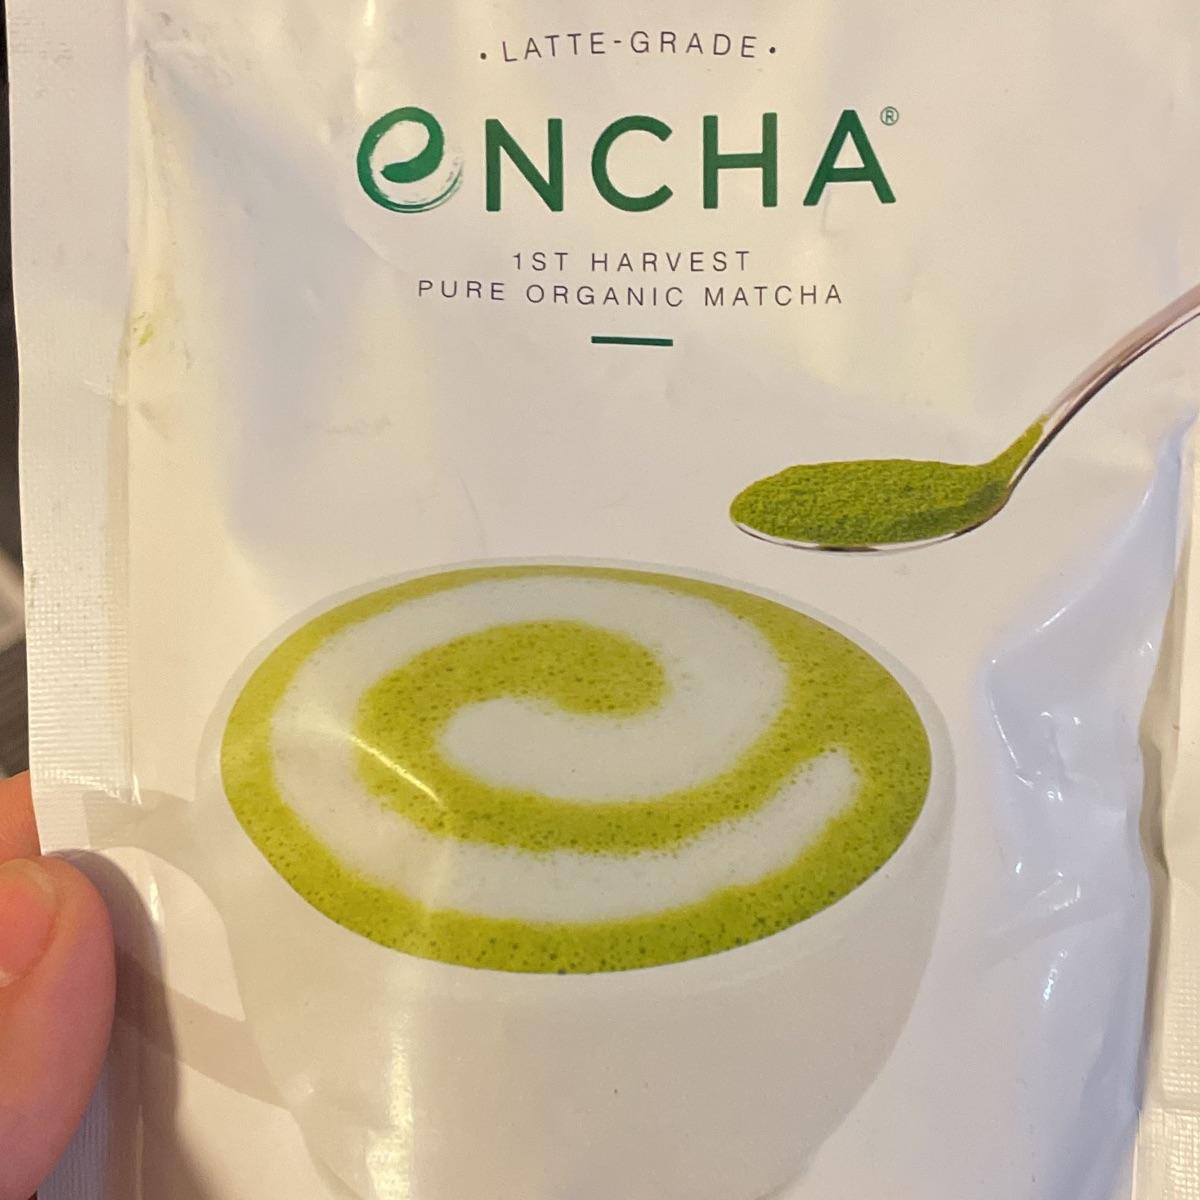 • LATTE-GRADE •
eNCHA®
1ST HARVEST
PURE ORGANIC MATCHA